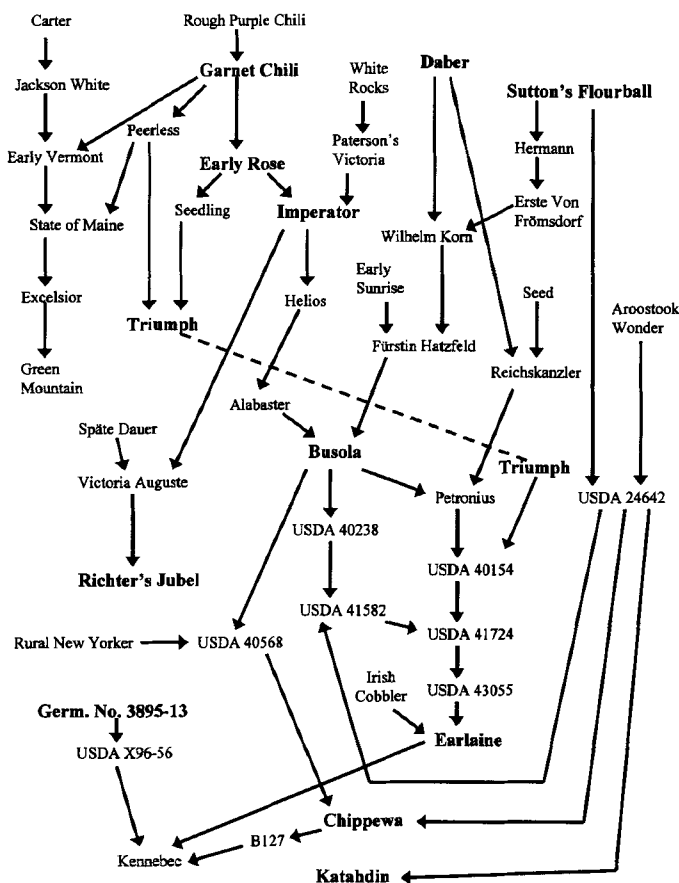 Carter
Rough Purple Chili
Jackson White
Garnet Chili
White
Rocks
Daber
Sutton's Flourball
Peerless
Early Vermont
Early Rose
Paterson's
Victoria
Hermann
State of Maine
Seedling
Imperator
Wilhelm Korn
Erste Von
Frömsdorf
Excelsior
Helios
Early
Sunrise
Seed
Aroostook
Wonder
Triumph
Green
Mountain
Fürstin Hatzfeld
Reichskanzler
Alabaster
Späte Dauer
Busola
Triumph
Victoria Auguste
Petronius
USDA 24642
USDA 40238
Richter's Jubel
USDA 40154
USDA 41582
Rural New Yorker
USDA 40568
USDA 41724
Irish
Cobbler
USDA 43055
Germ. No. 3895-13
Earlaine
USDA X96-56
Chippewa
B127
Kennebec
Katahdin